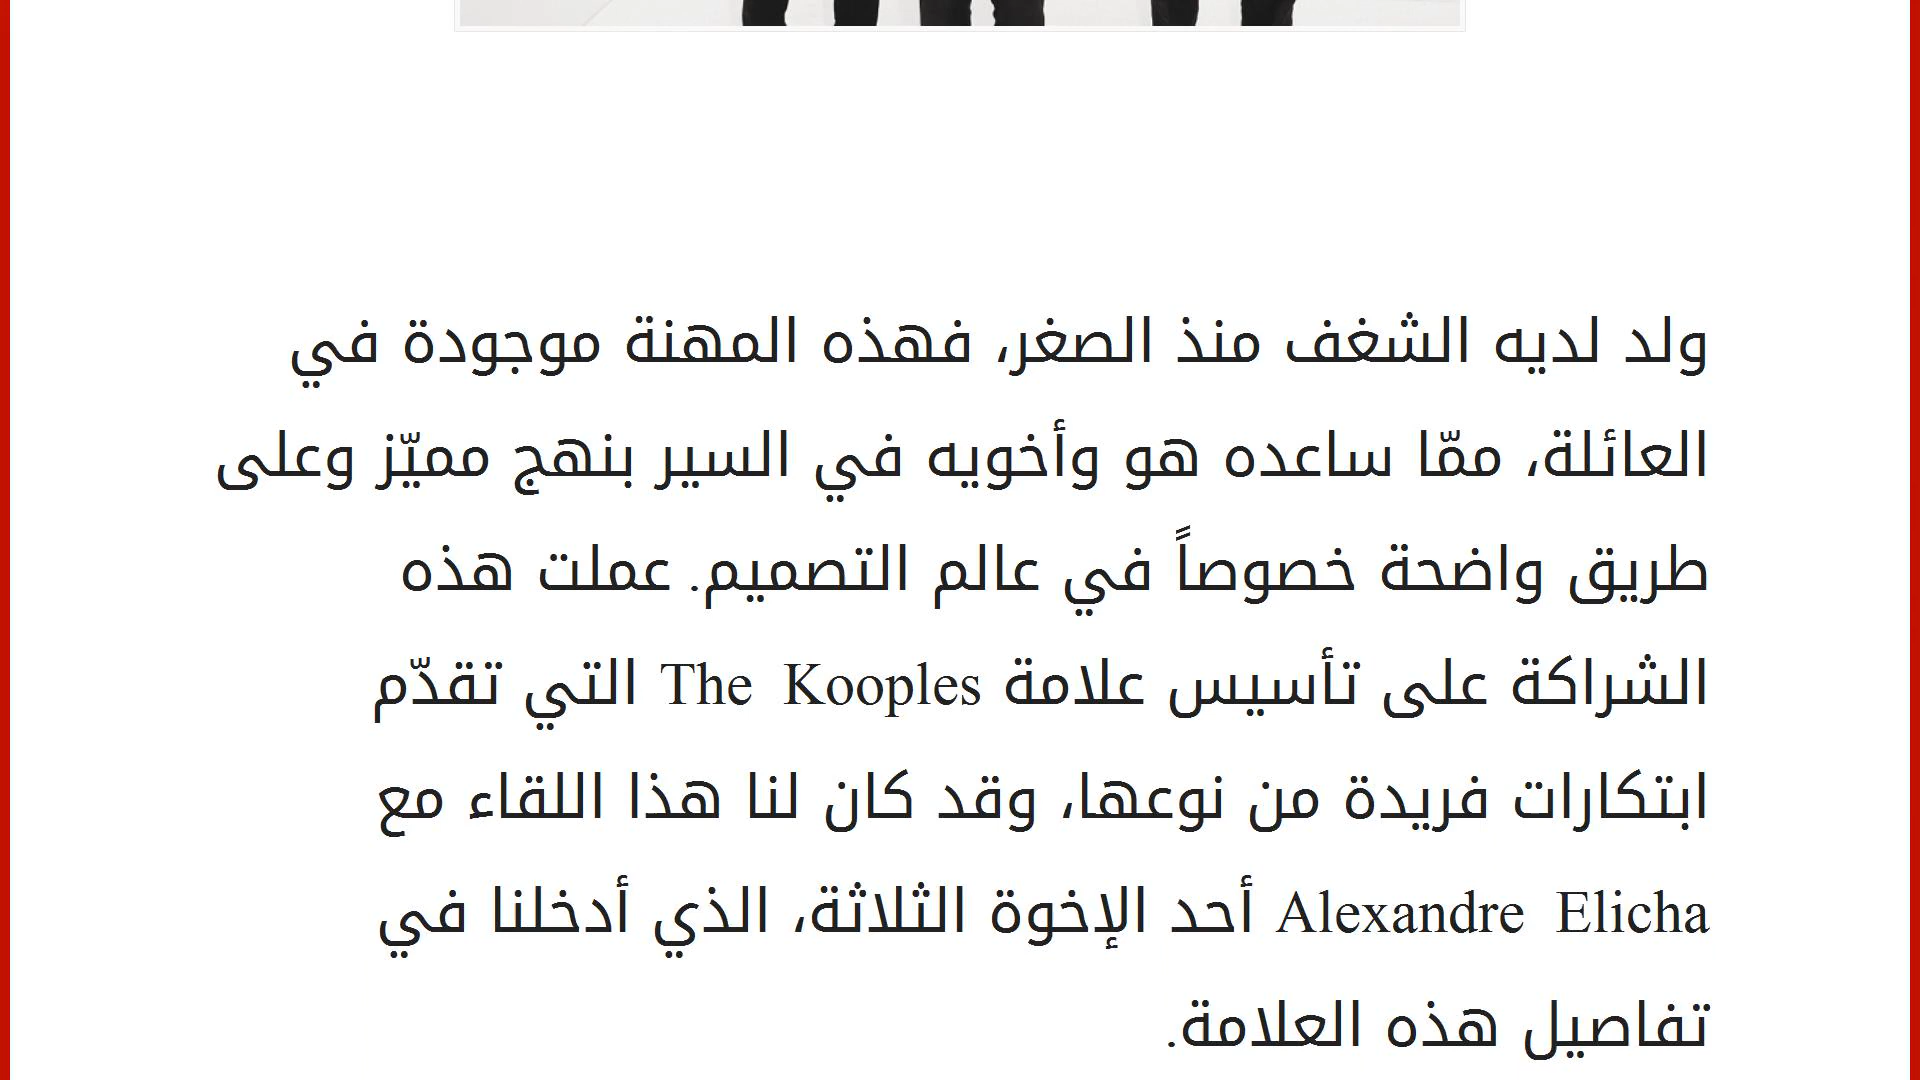 ولد لديه الشغف منذ الصغر، فهذه المهنة موجودة في
العائلة، ممّا ساعده هو وأخويه في السير بنهج مميّز وعلى
طريق واضحة خصوصاً في عالم التصميم. عملت هذه
الشراكة على تأسيس علامة The Kooples التي تقدّم
ابتكارات فريدة من نوعها، وقد كان لنا هذا اللقاء مع
Alexandre Elicha أحد الإخوة الثلاثة، الذي أدخلنا في
تفاصيل هذه العلامة.